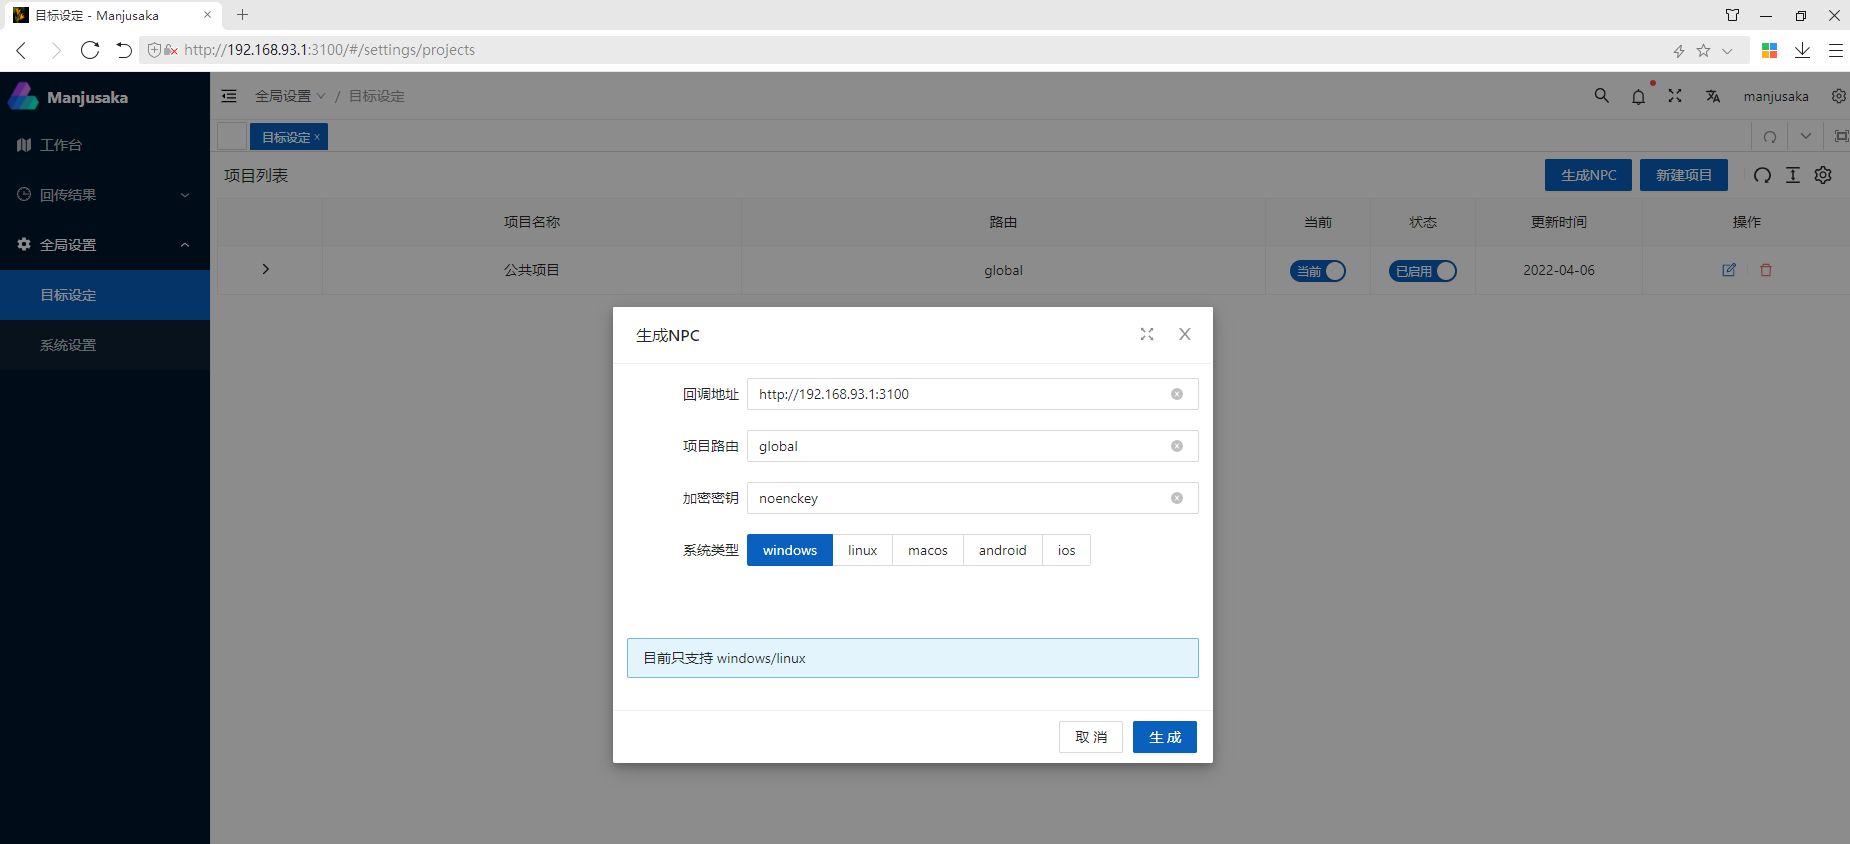 目标设定 - Manjusaka
http://192.168.93.1:3100/#/settings/projects
Manjusaka
全局设置 / 目标设定
manjusaka
工作台
目标设定
项目列表
生成NPC
新建项目
回传结果
项目名称
路由
当前
状态
更新时间
操作
全局设置
公共项目
global
当前
已启用
2022-04-06
目标设定
系统设置
生成NPC
回调地址
http://192.168.93.1:3100
项目路由
global
加密密钥
noenckey
系统类型
windows
linux
macos
android
ios
目前只支持 windows/linux
取 消
生 成